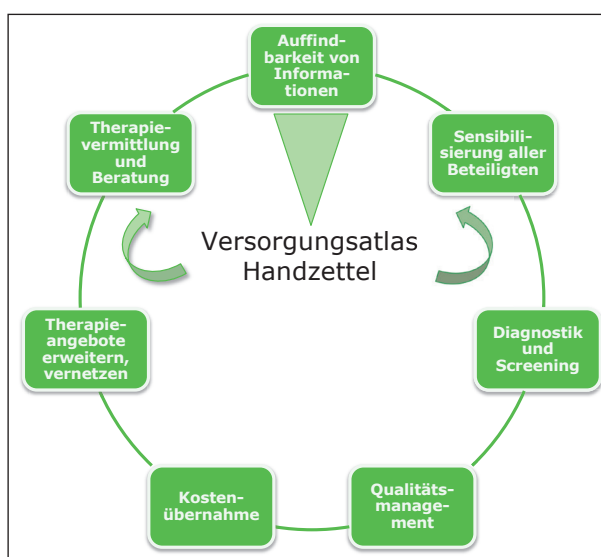 Auffind-
barkeit von
Informa-
tionen
Sensibili-
sierung aller
Beteiligten
Diagnostik
und
Screening
Qualitäts-
manage-
ment
Kosten-
übernahme
Therapie-
angebote
erweitern,
vernetzen
Therapie-
vermittlung
und
Beratung
Versorgungsatlas
Handzettel